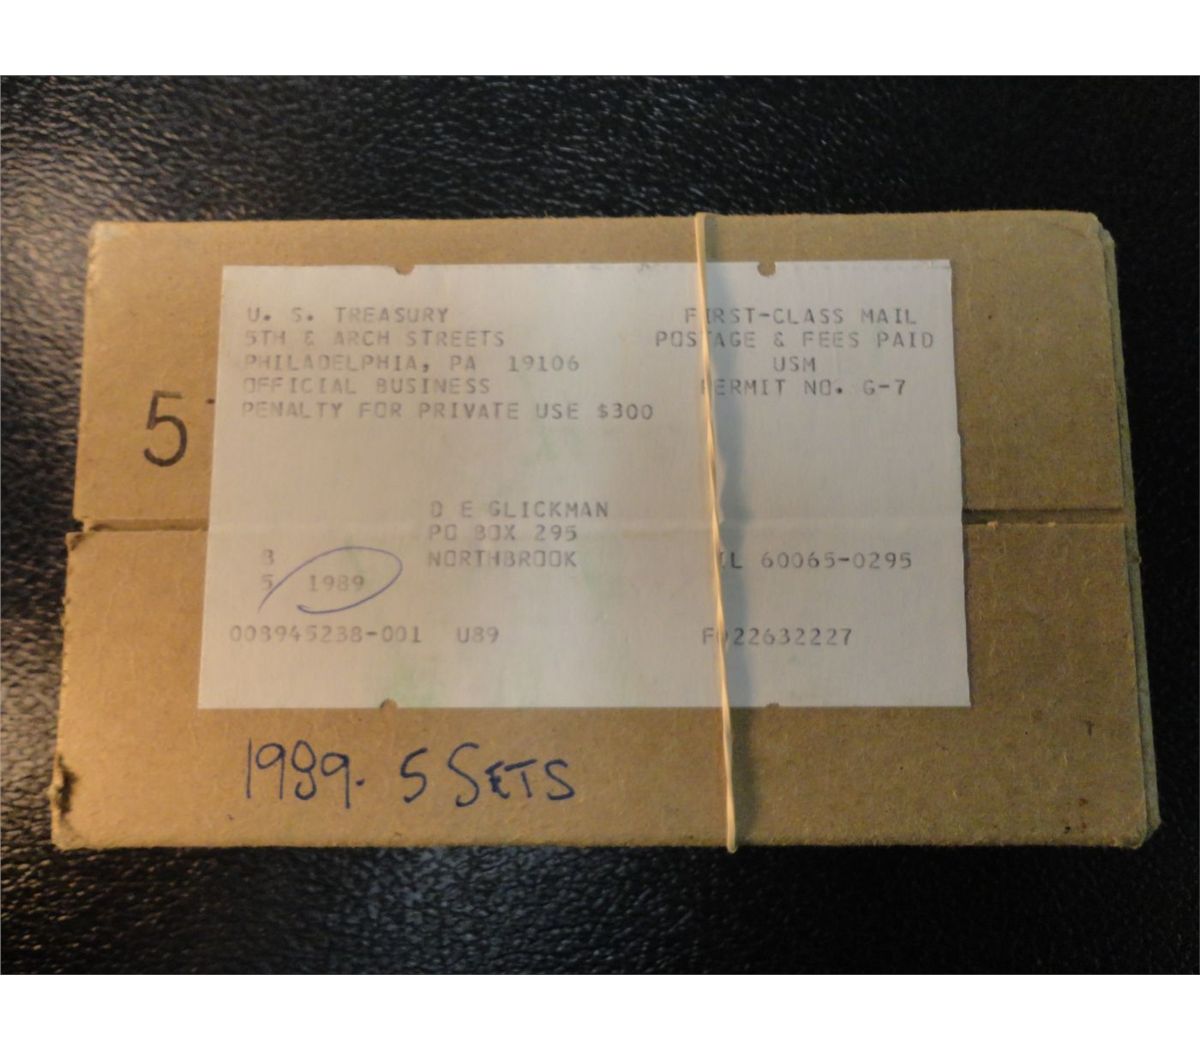 U. S. TREASURY
5TH & ARCH STREETS
PHILADELPHIA, PA 19106
OFFICIAL BUSINESS
PENALTY FOR PRIVATE USE $300
FIRST-CLASS MAIL
POSTAGE & FEES PAID
USM
PERMIT NO. G-7
5
D E GLICKMAN
PO BOX 295
NORTHBROOK IL 60065-0295
5 1989
008945238-001 U89
1989. 5 SETS